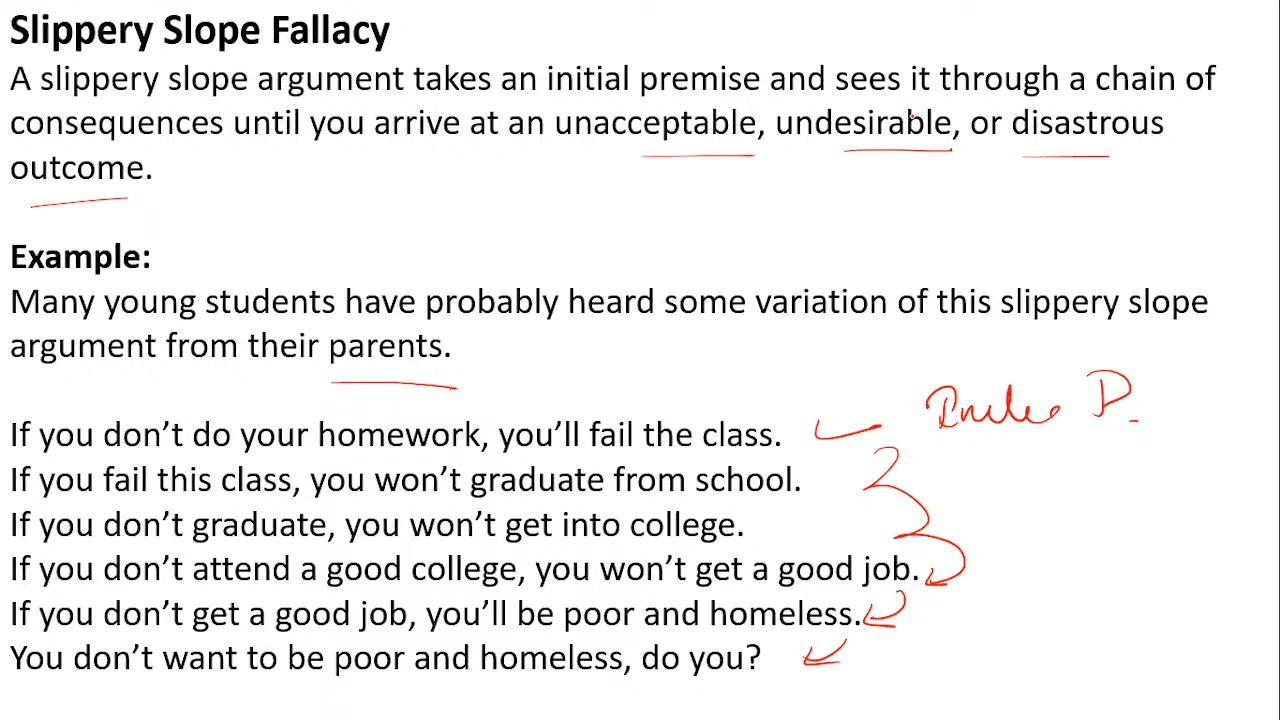 Slippery Slope Fallacy
A slippery slope argument takes an initial premise and sees it through a chain of
consequences until you arrive at an unacceptable, undesirable, or disastrous
outcome.
Example:
Many young students have probably heard some variation of this slippery slope
argument from their parents.
If you don’t do your homework, you’ll fail the class.
If you fail this class, you won’t graduate from school.
If you don’t graduate, you won’t get into college.
If you don’t attend a good college, you won’t get a good job.
If you don’t get a good job, you’ll be poor and homeless.
You don’t want to be poor and homeless, do you?